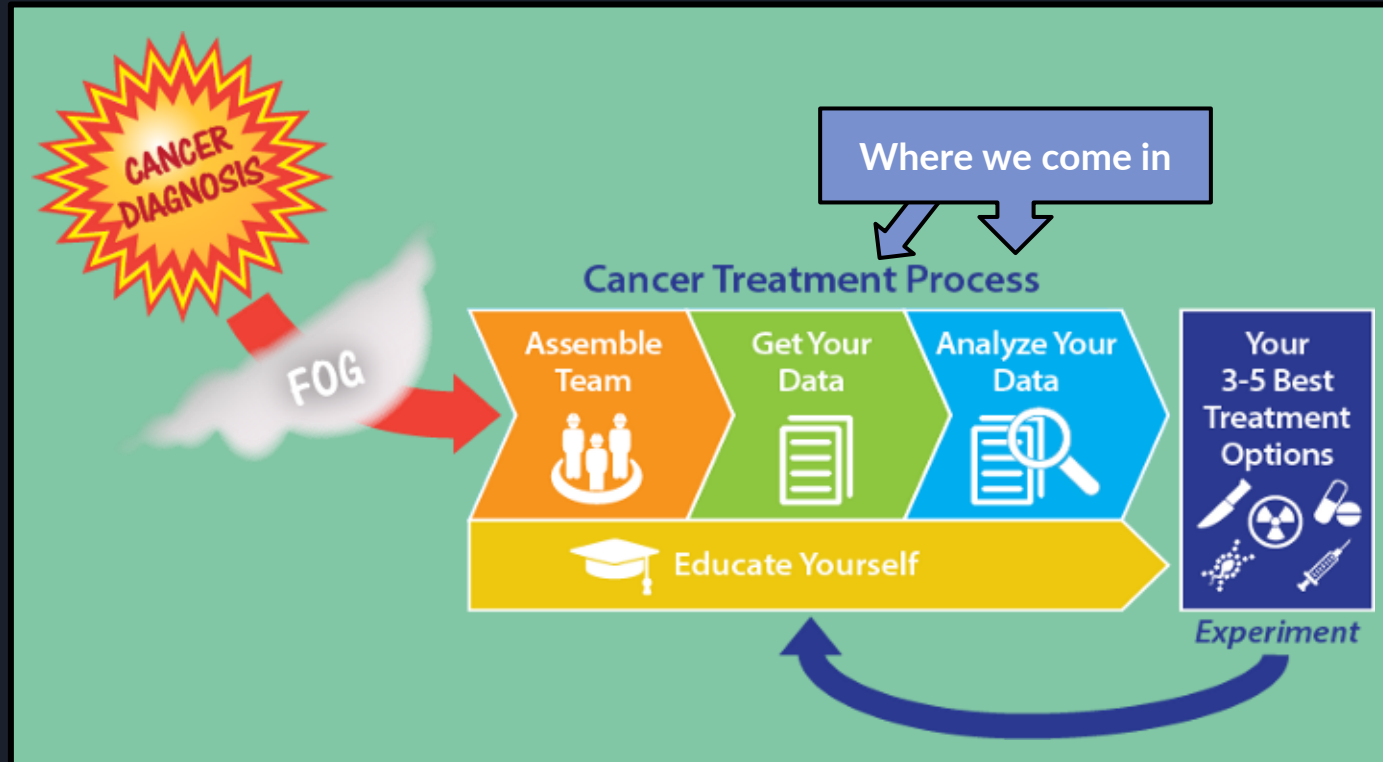 CANCER
DIAGNOSIS
FOG
Where we come in
Cancer Treatment Process
Assemble
Team
Get Your
Data
Analyze Your
Data
Educate Yourself
Your
3-5 Best
Treatment
Options
Experiment